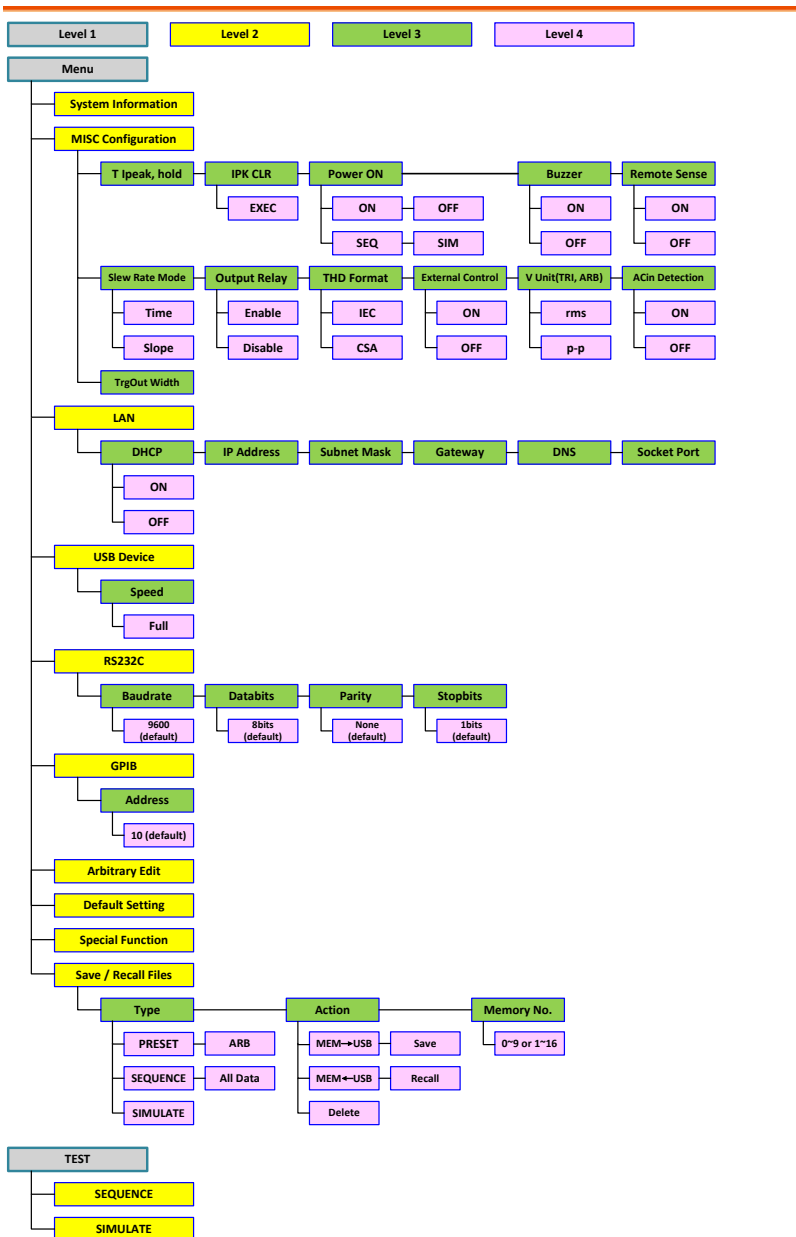 Level 1 Level 2 Level 3 Level 4
Menu
System Information
MISC Configuration
T Ipeak, hold IPK CLR Power ON Buzzer Remote Sense
EXEC ON OFF ON ON
SEQ SIM OFF OFF
Slew Rate Mode Output Relay THD Format External Control V Unit(TRI, ARB) ACin Detection
Time Enable IEC ON rms ON
Slope Disable CSA OFF p-p OFF
TrgOut Width
LAN
DHCP IP Address Subnet Mask Gateway DNS Socket Port
ON
OFF
USB Device
Speed
Full
RS232C
Baudrate Databits Parity Stopbits
9600 8bits None 1bits
(default) (default) (default) (default)
GPIB
Address
10 (default)
Arbitrary Edit
Default Setting
Special Function
Save / Recall Files
Type Action Memory No.
PRESET ARB MEM→USB Save 0~9 or 1~16
SEQUENCE All Data MEM←USB Recall
SIMULATE Delete
TEST
SEQUENCE
SIMULATE